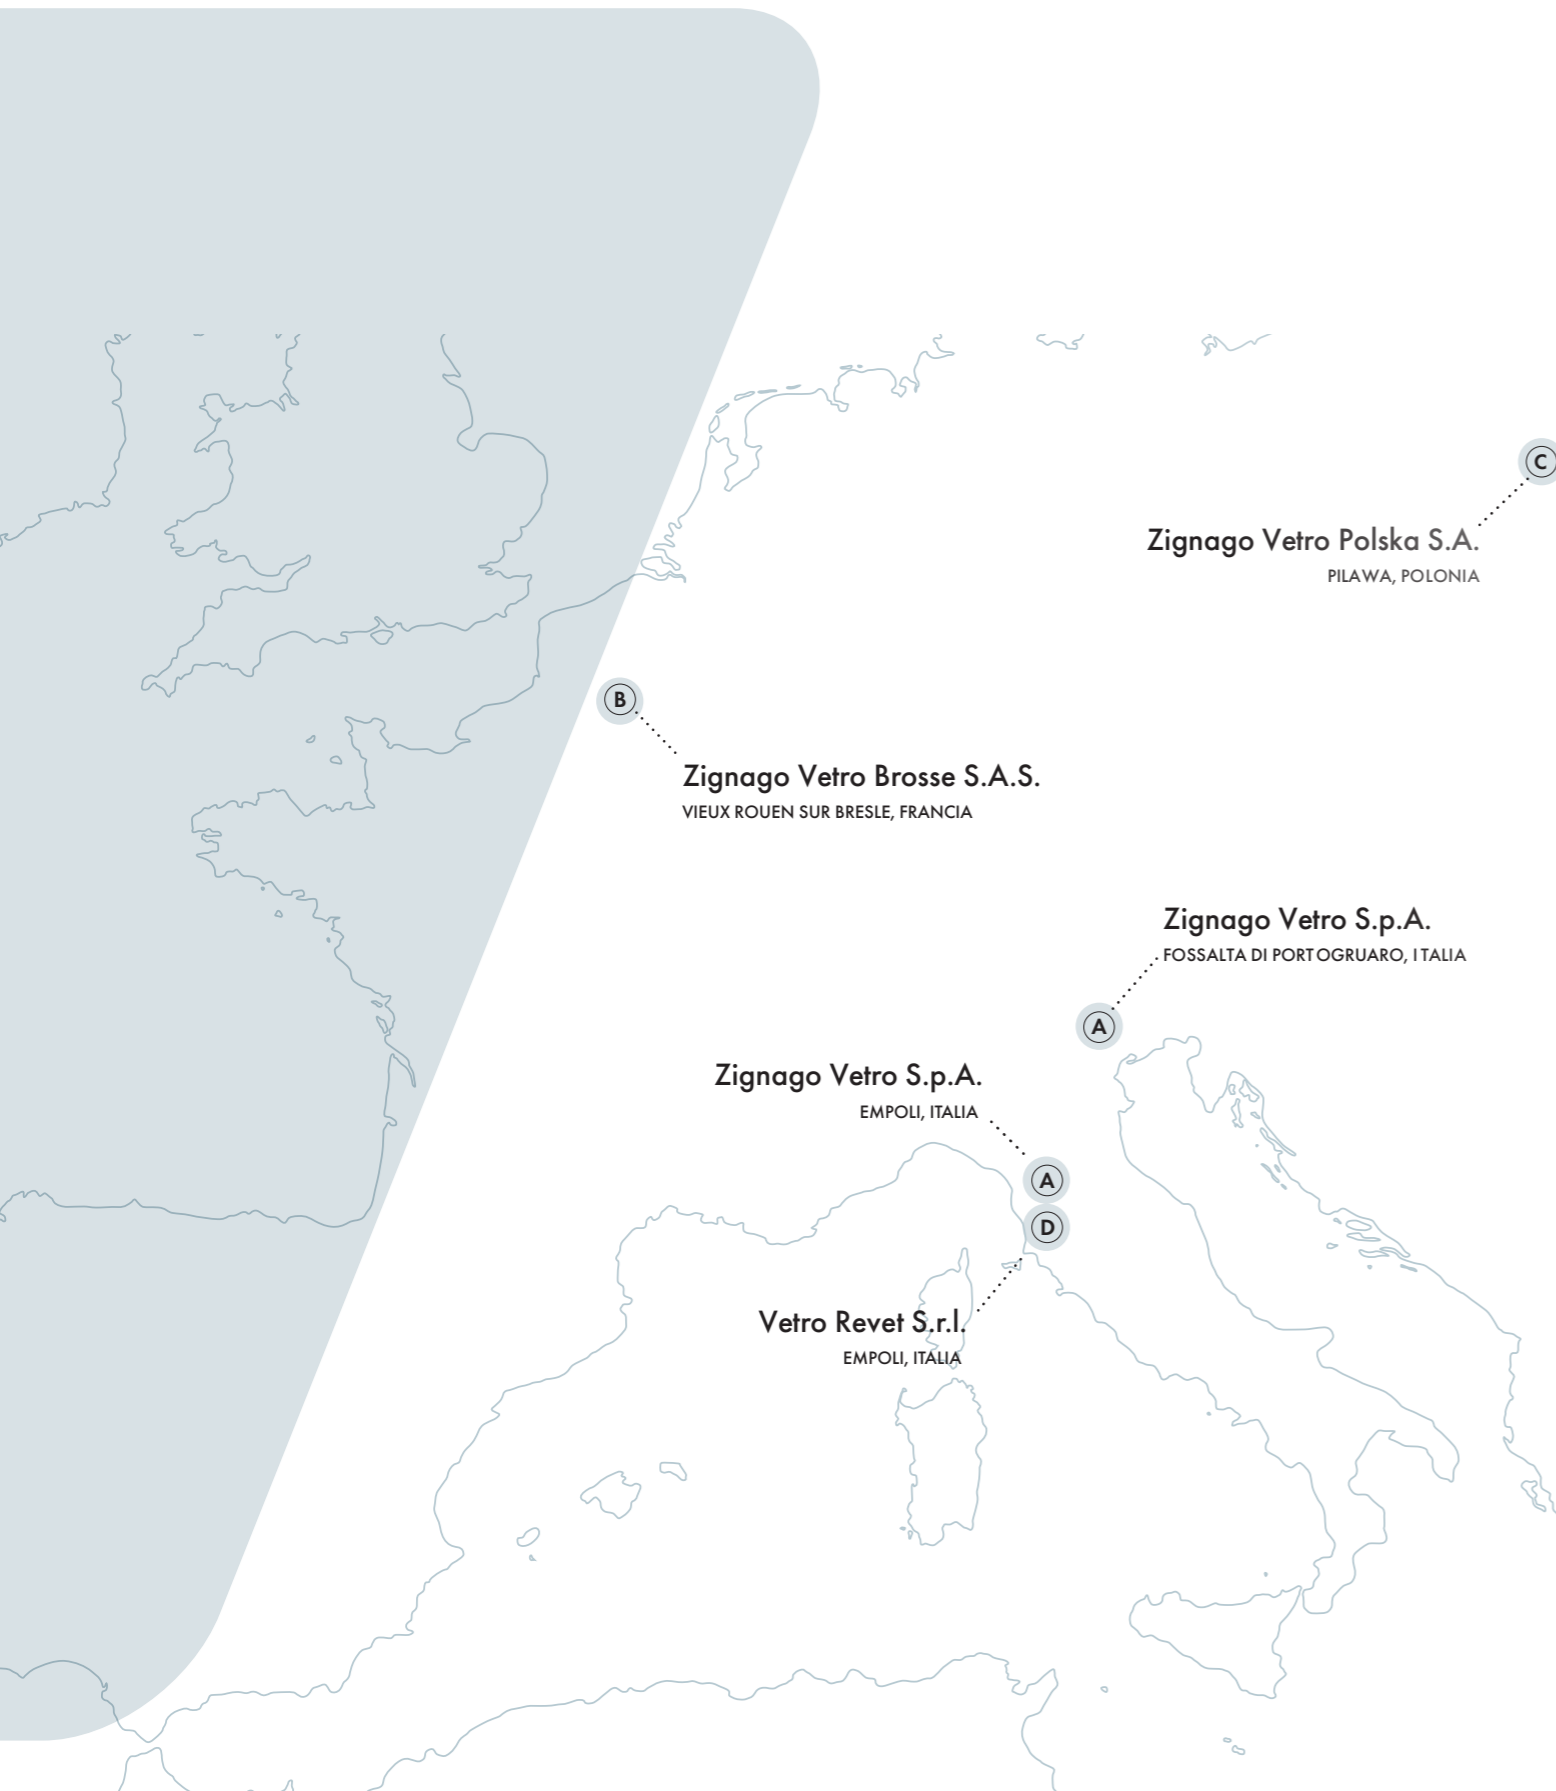 C
Zignago Vetro Polska S.A.
PILAWA, POLONIA
B
Zignago Vetro Brosse S.A.S.
VIEUX ROUEN SUR BRESLE, FRANCIA
Zignago Vetro S.p.A.
FOSSALTA DI PORTOGRUARO, ITALIA
A
Zignago Vetro S.p.A.
EMPOLI, ITALIA
A
D
Vetro Revet S.r.l.
EMPOLI, ITALIA